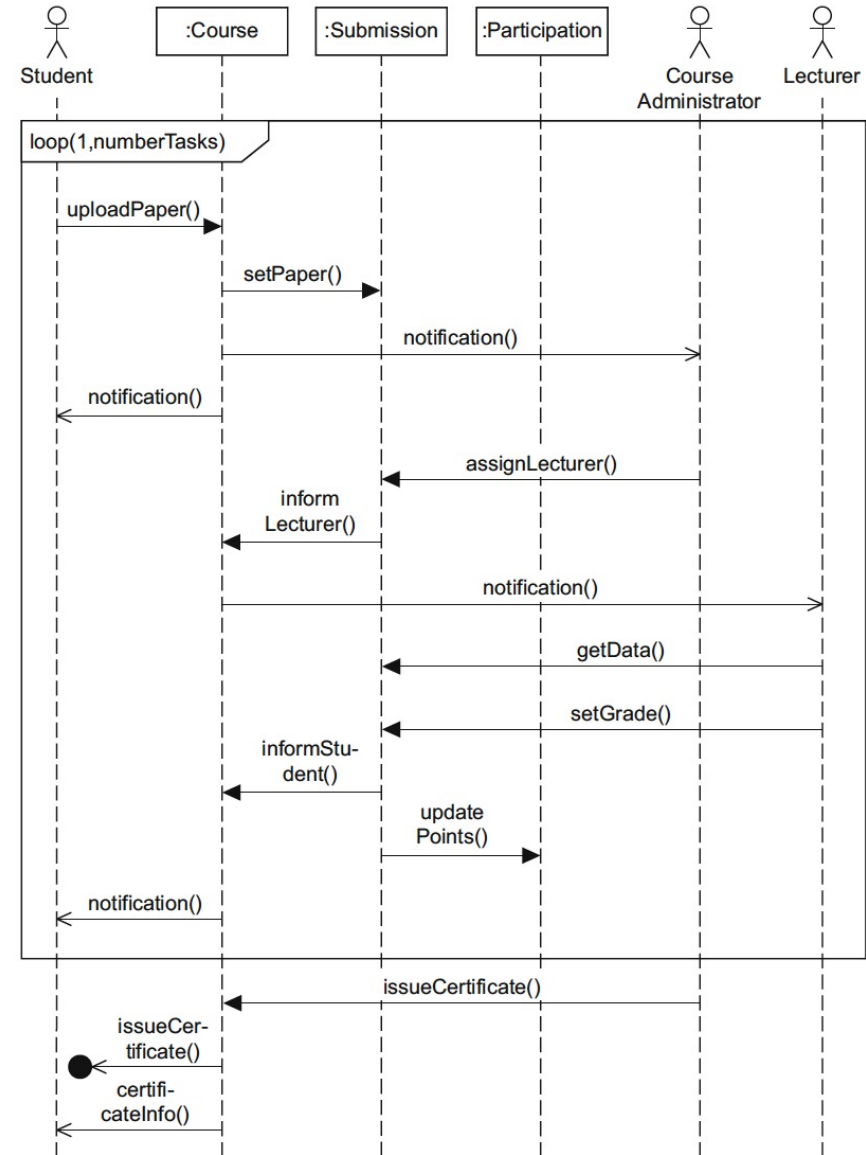 :Course
:Submission
:Participation
Student
Course
Administrator
Lecturer
loop(1,numberTasks)
uploadPaper()
setPaper()
notification()
notification()
assignLecturer()
inform
Lecturer()
notification()
getData()
setGrade()
informStu-
dent()
update
Points()
notification()
issueCertificate()
issueCer-
tificate()
certifi-
cateInfo()